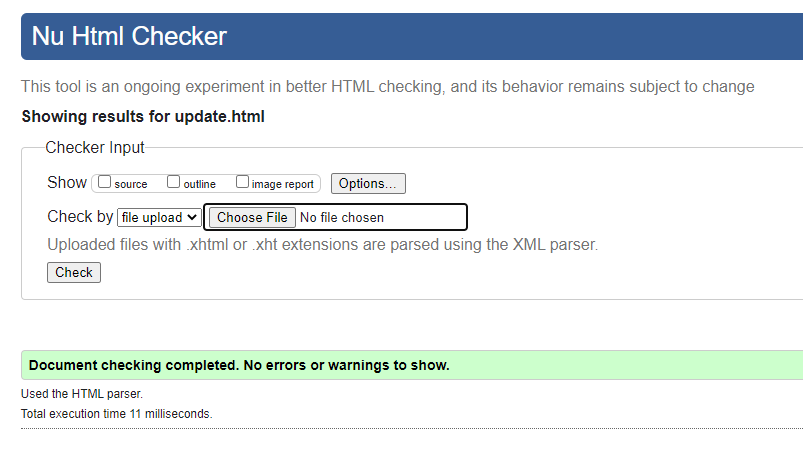 Nu Html Checker
This tool is an ongoing experiment in better HTML checking, and its behavior remains subject to change
Showing results for update.html
Checker Input
Show source outline image report Options...
Check by file upload Choose File No file chosen
Uploaded files with .xhtml or .xht extensions are parsed using the XML parser.
Check
Document checking completed. No errors or warnings to show.
Used the HTML parser.
Total execution time 11 milliseconds.